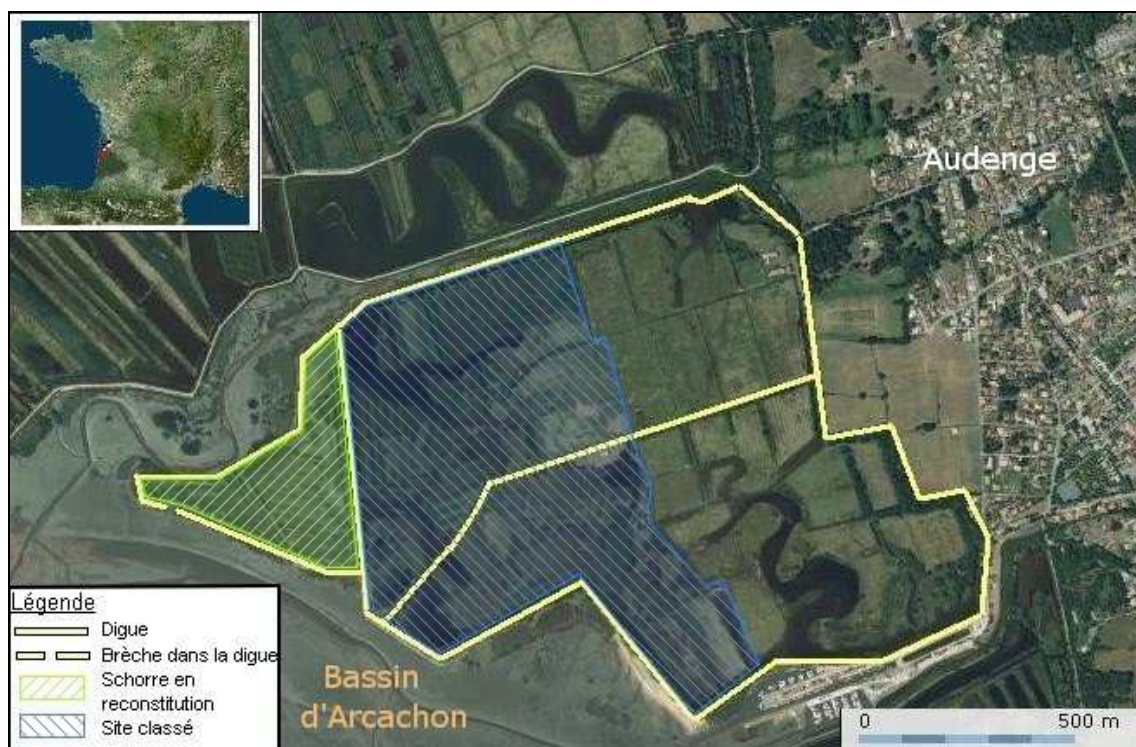 Audenge
Légende
Digue
Brèche dans la digue
Schorre en
reconstitution
Site classé
Bassin
d'Arcachon
0
500 m